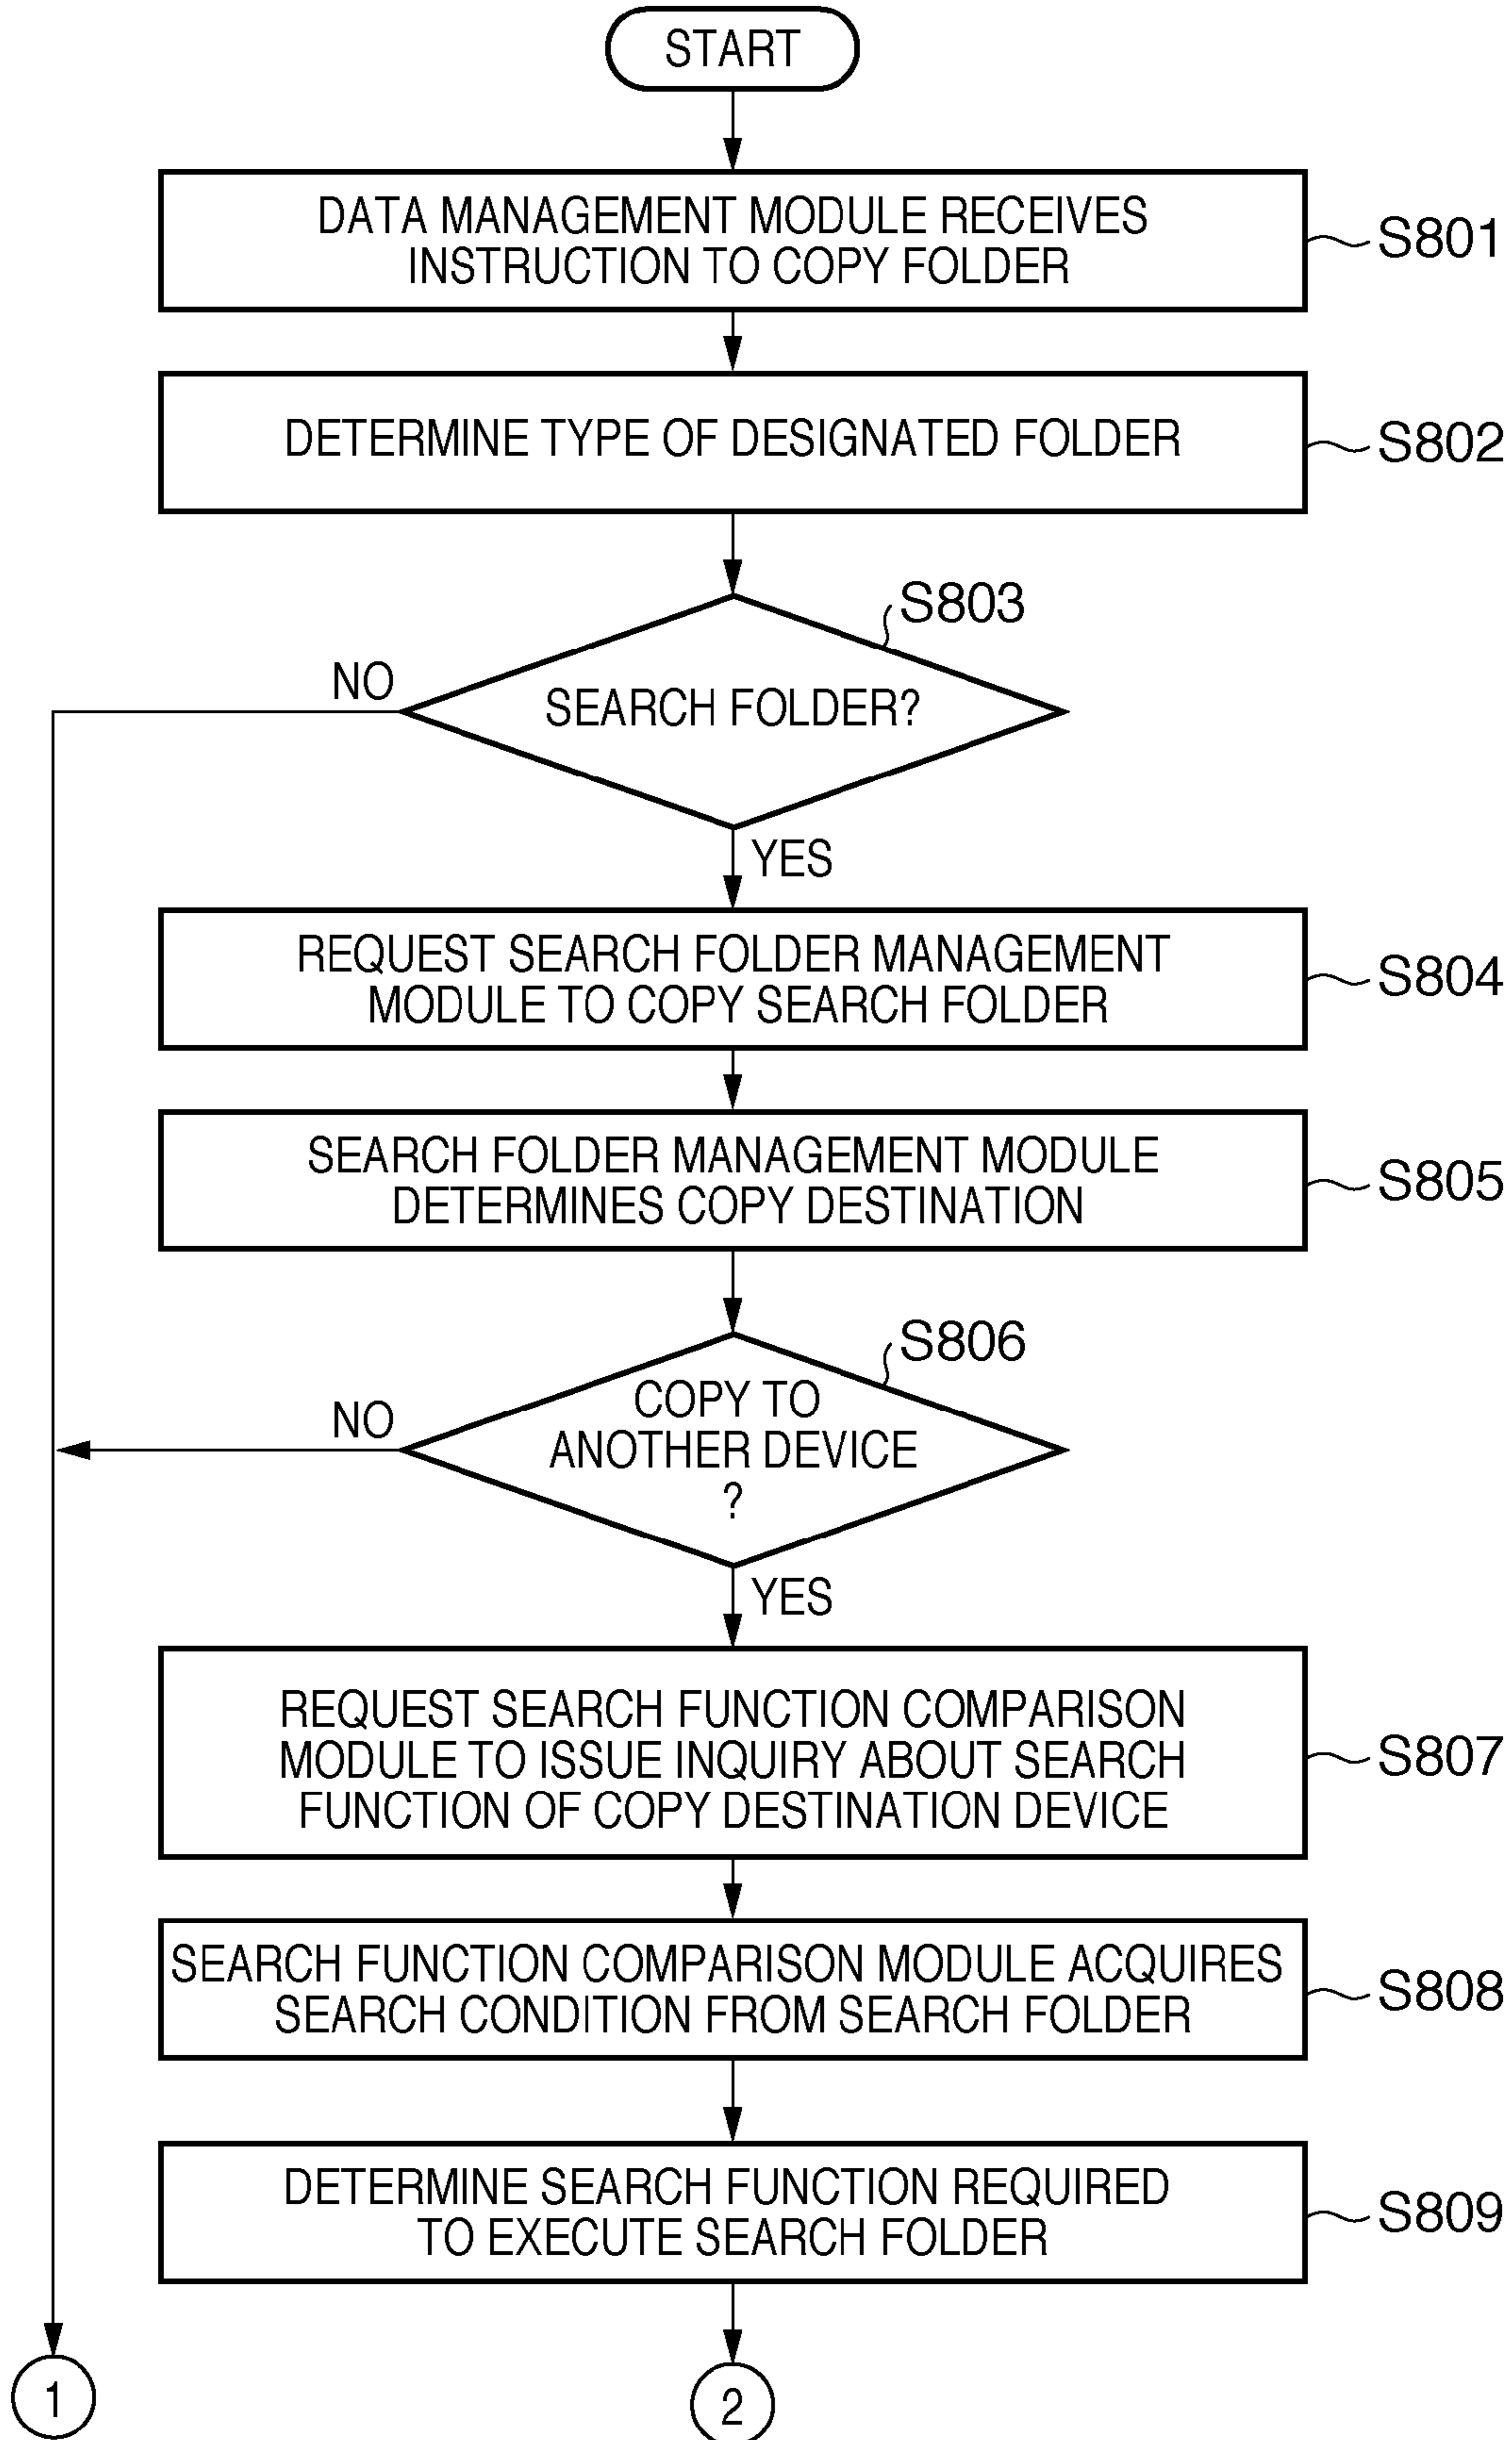 START
DATA MANAGEMENT MODULE RECEIVES
INSTRUCTION TO COPY FOLDER
S801
DETERMINE TYPE OF DESIGNATED FOLDER
S802
S803
NO
SEARCH FOLDER?
YES
REQUEST SEARCH FOLDER MANAGEMENT
MODULE TO COPY SEARCH FOLDER
S804
SEARCH FOLDER MANAGEMENT MODULE
DETERMINES COPY DESTINATION
S805
S806
NO
COPY TO
ANOTHER DEVICE
?
YES
REQUEST SEARCH FUNCTION COMPARISON
MODULE TO ISSUE INQUIRY ABOUT SEARCH
FUNCTION OF COPY DESTINATION DEVICE
S807
SEARCH FUNCTION COMPARISON MODULE ACQUIRES
SEARCH CONDITION FROM SEARCH FOLDER
S808
DETERMINE SEARCH FUNCTION REQUIRED
TO EXECUTE SEARCH FOLDER
S809
1
2